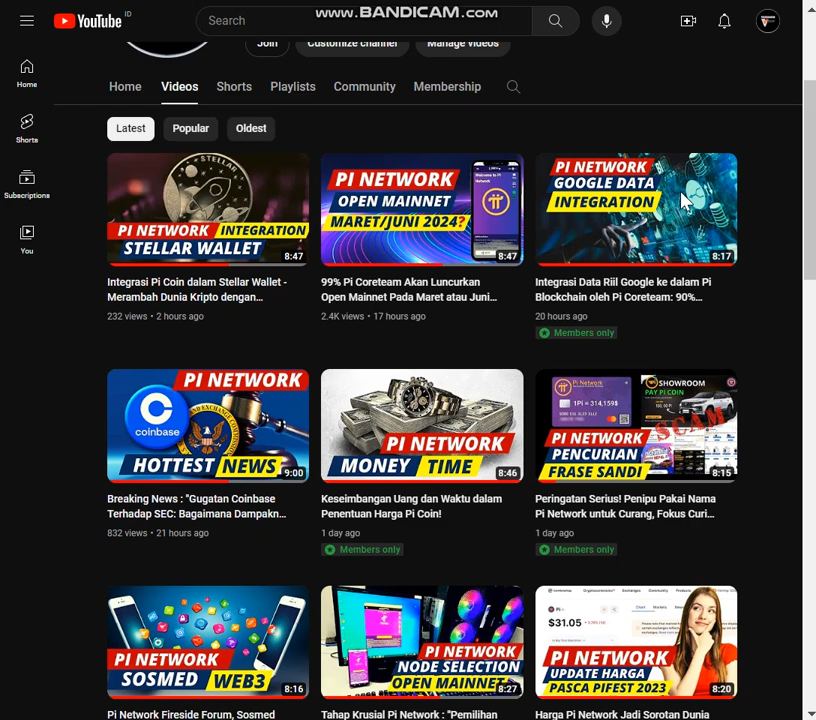 www.BANDICAM.com
YouTube ID
Search
Home
Shorts
Subscriptions
You
Join
Customize channel
Manage videos
Home
Videos
Shorts
Playlists
Community
Membership
Latest
Popular
Oldest
STELLAR
PI NETWORK INTEGRATION
STELLAR WALLET
8:47
Integrasi Pi Coin dalam Stellar Wallet -
Merambah Dunia Kripto dengan...
232 views • 2 hours ago
PI NETWORK
OPEN MAINNET
MARET/JUNI 2024?
8:47
99% Pi Coreteam Akan Luncurkan
Open Mainnet Pada Maret atau Juni...
2.4K views • 17 hours ago
PI NETWORK
GOOGLE DATA
INTEGRATION
8:17
Integrasi Data Riil Google ke dalam Pi
Blockchain oleh Pi Coreteam: 90%...
20 hours ago
Members only
PI NETWORK
coinbase
HOTTEST NEWS
9:00
Breaking News : "Gugatan Coinbase
Terhadap SEC: Bagaimana Dampakn...
832 views • 21 hours ago
PI NETWORK
MONEY TIME
8:46
Keseimbangan Uang dan Waktu dalam
Penentuan Harga Pi Coin!
1 day ago
Members only
Pi Network
1Pi = 314,1598
SHOWROOM
PAY PI COIN
SCAM
PI NETWORK
PENCURIAN
FRASE SANDI
8:15
Peringatan Serius! Penipu Pakai Nama
Pi Network untuk Curang, Fokus Curi...
1 day ago
Members only
PI NETWORK
SOSMED WEB3
8:16
Pi Network Fireside Forum, Sosmed
PI NETWORK
NODE SELECTION
OPEN MAINNET
8:27
Tahap Krusial Pi Network : "Pemilihan
$31.05
PI NETWORK
UPDATE HARGA
PASCA PIFEST 2023
8:20
Harga Pi Network Jadi Sorotan Dunia